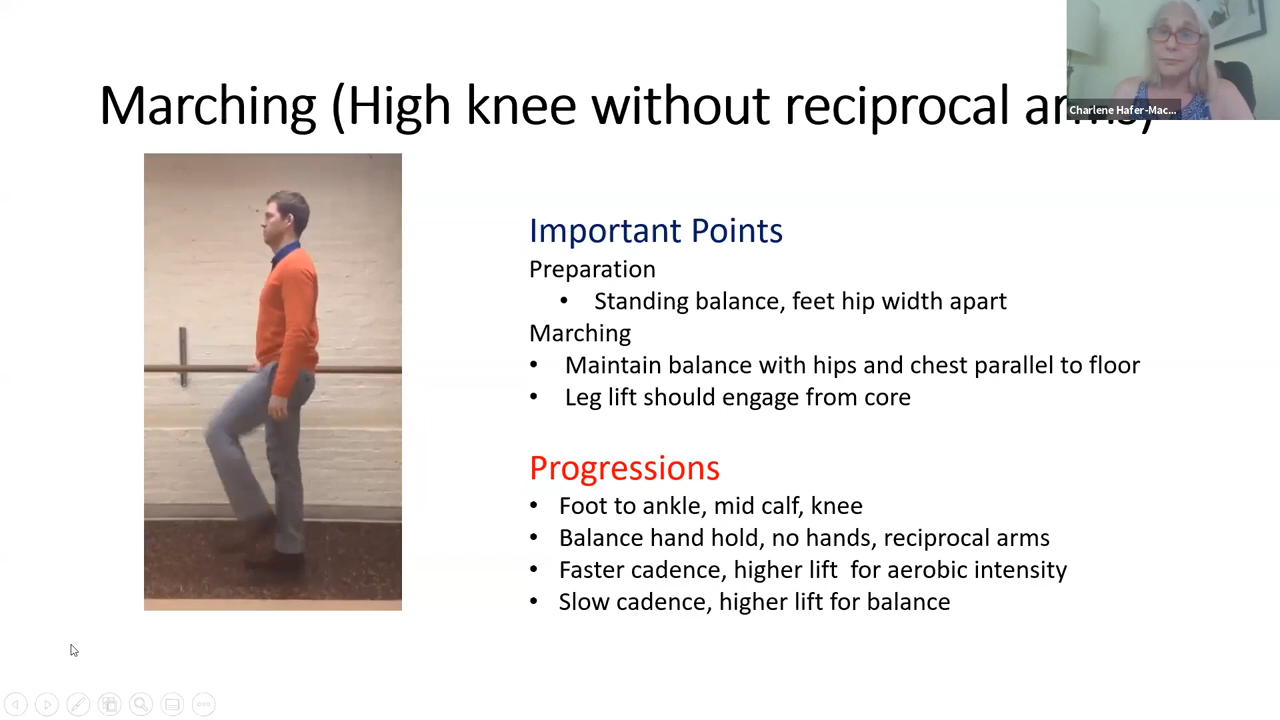 Marching (High knee without reciprocal arms)
Charlene Hafer-Mac...
Important Points
Preparation
• Standing balance, feet hip width apart
Marching
• Maintain balance with hips and chest parallel to floor
• Leg lift should engage from core
Progressions
• Foot to ankle, mid calf, knee
• Balance hand hold, no hands, reciprocal arms
• Faster cadence, higher lift for aerobic intensity
• Slow cadence, higher lift for balance